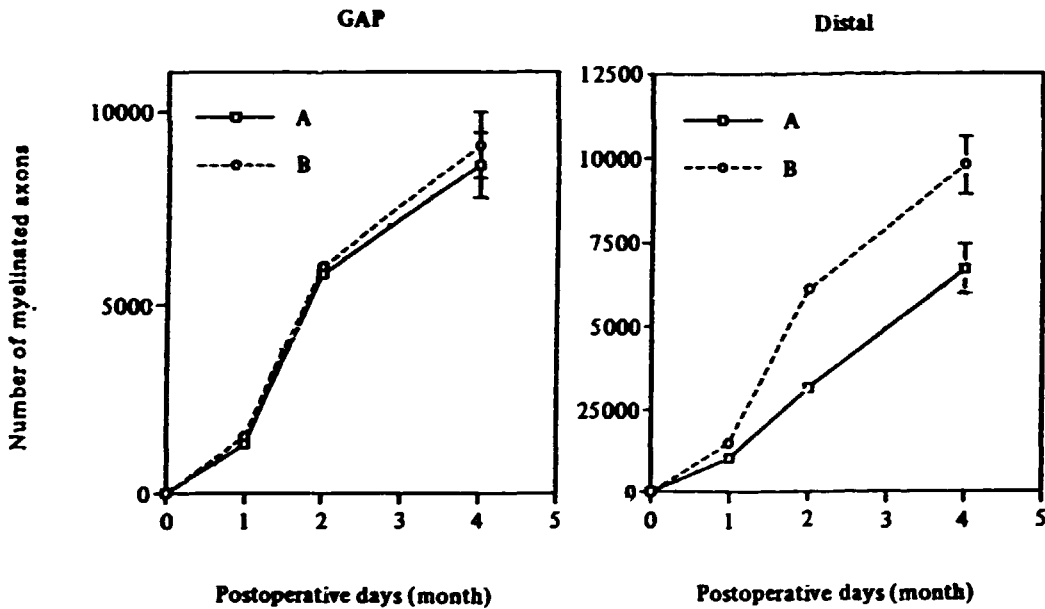 GAP
Number of myelinated axons
10000
5000
0
A
B
0 1 2 3 4 5
Postoperative days (month)
Distal
12500
10000
7500
5000
25000
0
A
B
0 1 2 3 4 5
Postoperative days (month)